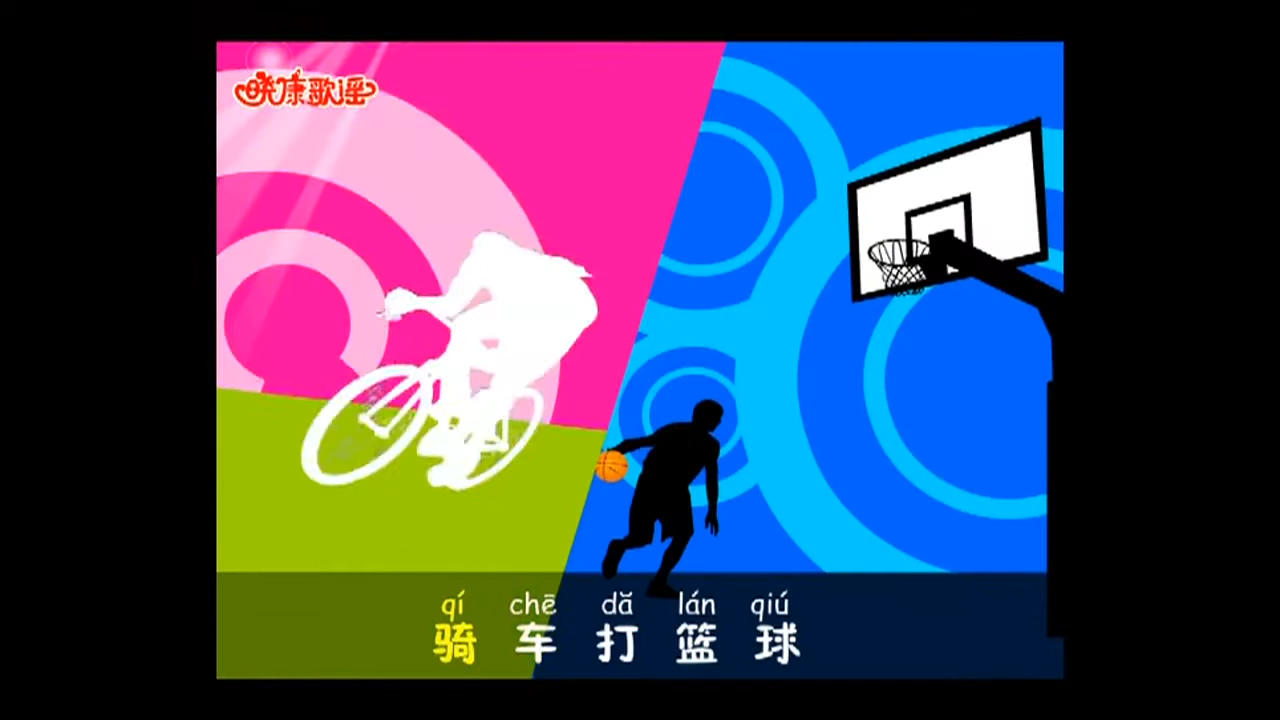 晓康歌谣
qí chē dǎ lán qiú
骑 车 打 篮 球